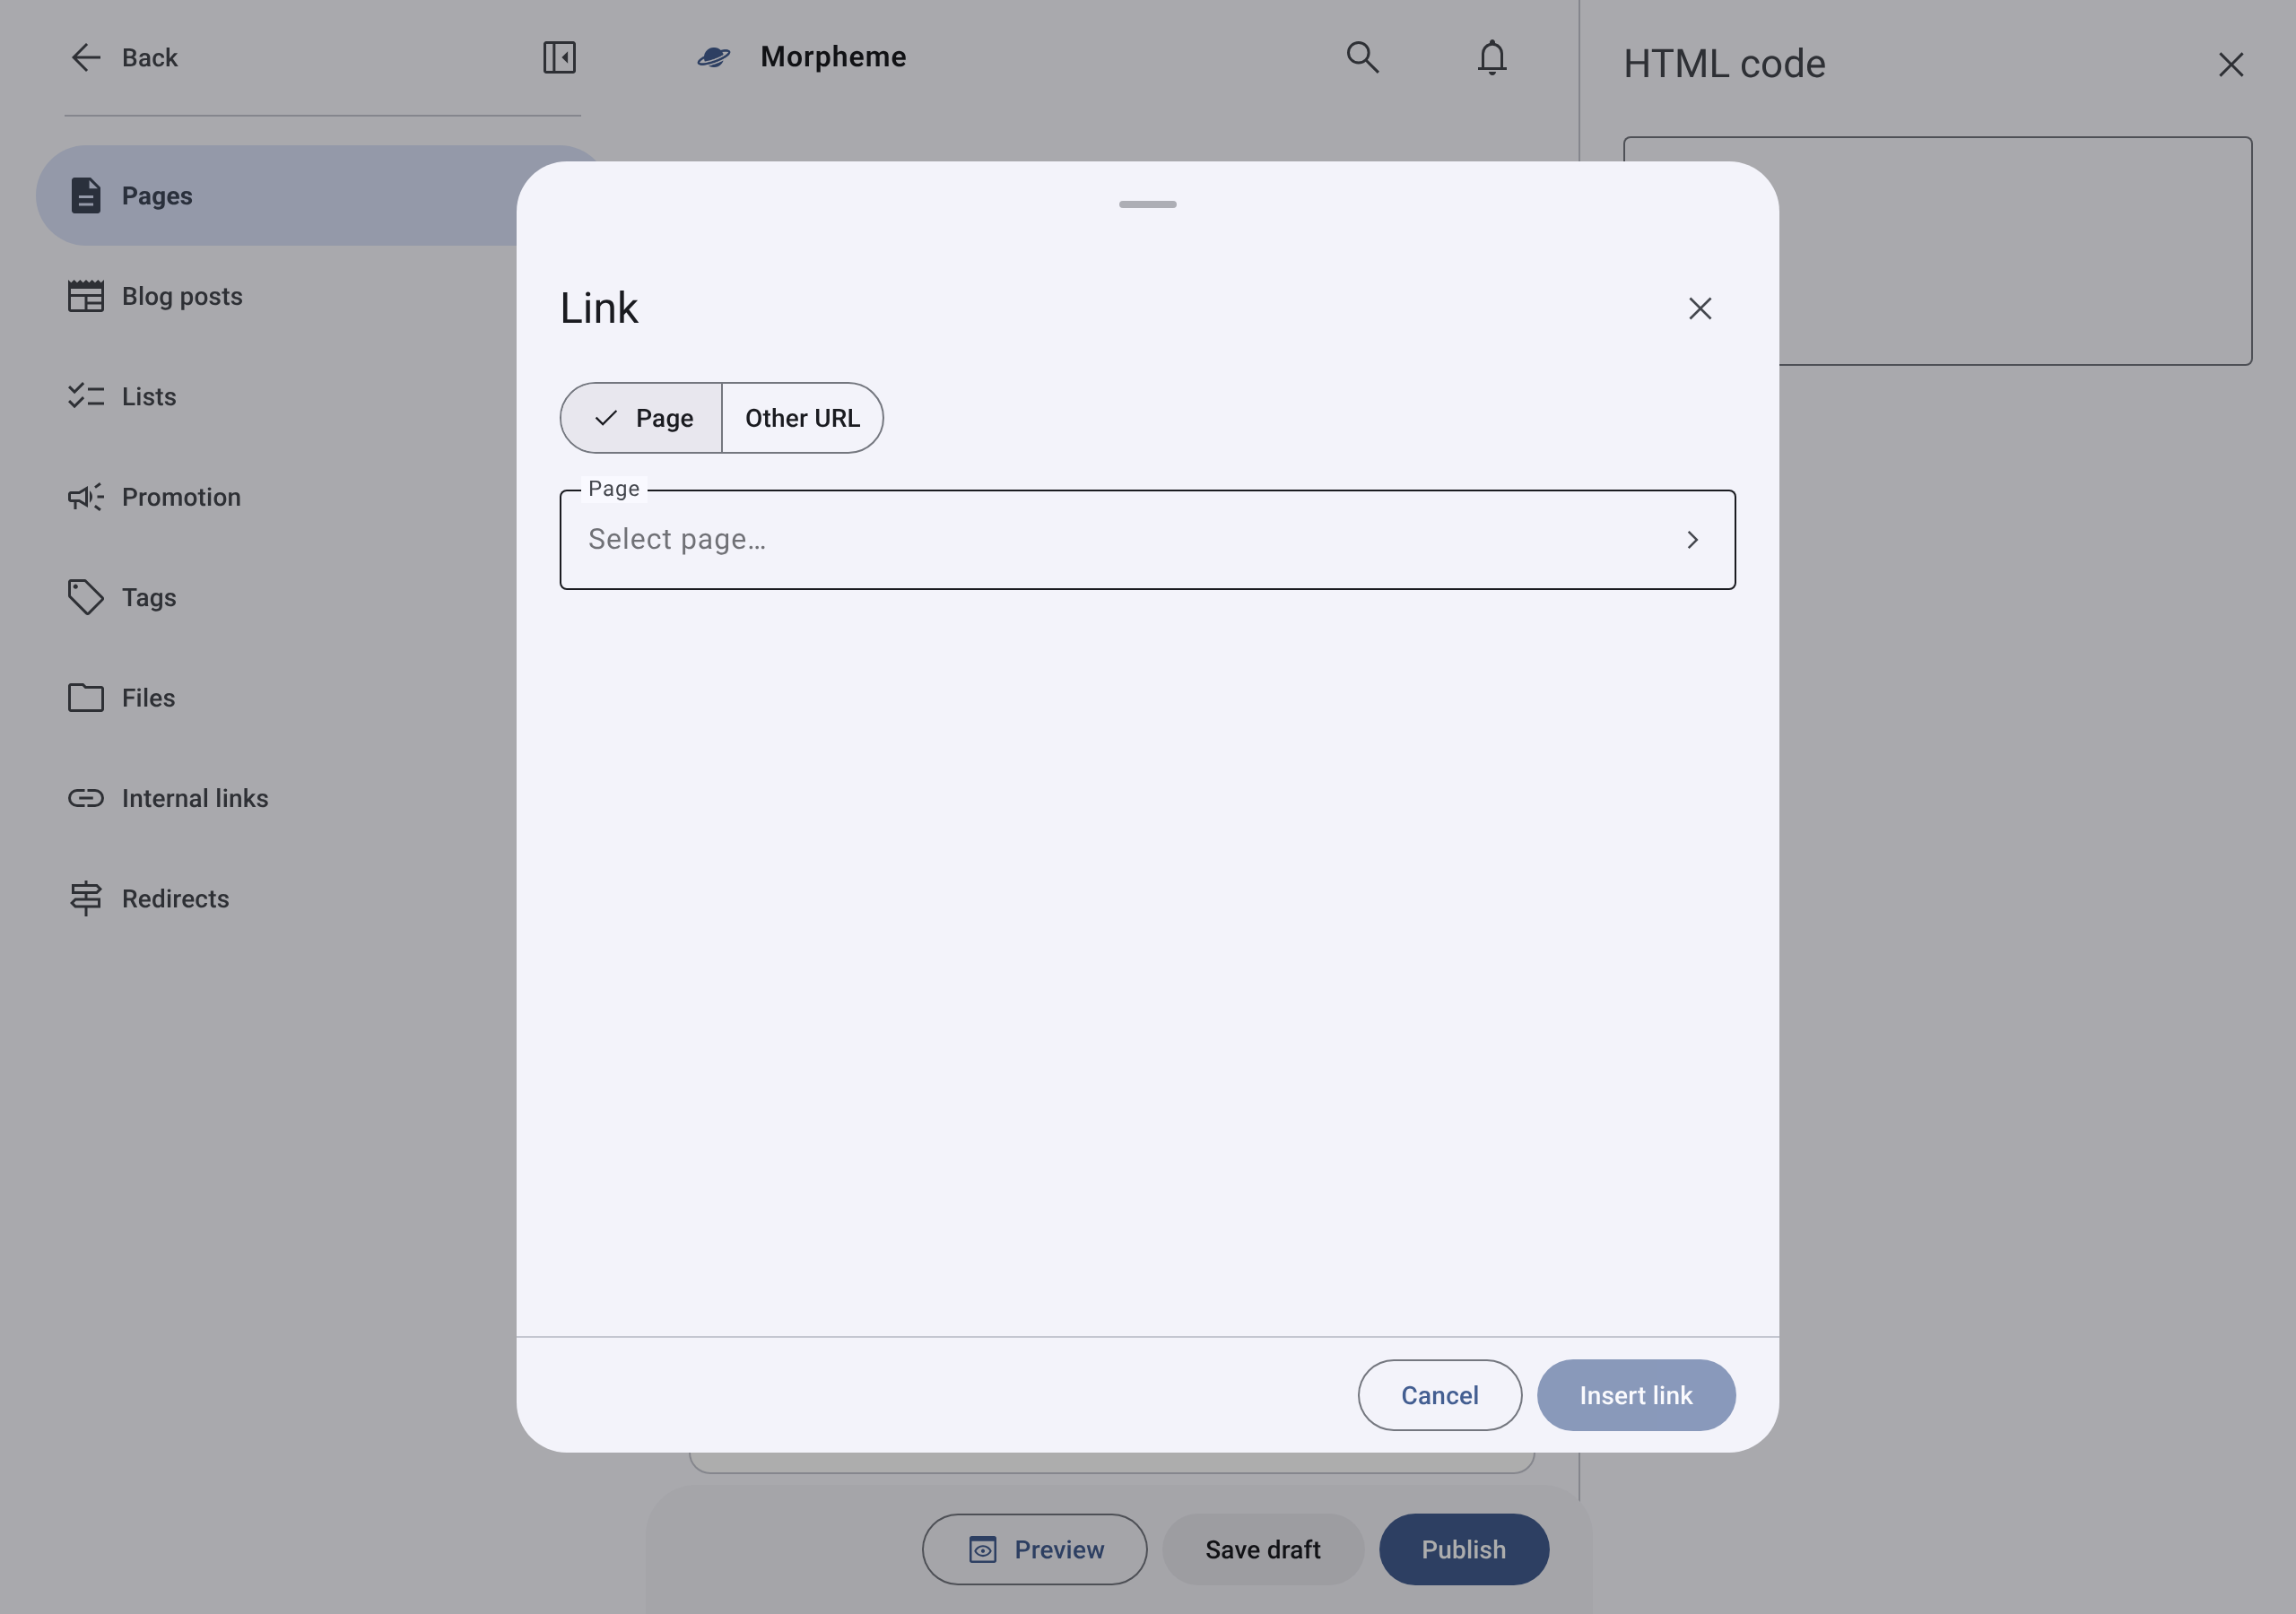 Back
Morpheme
HTML code
Pages
Blog posts
Lists
Promotion
Tags
Files
Internal links
Redirects
Link
Page
Other URL
Page
Select page…
Cancel
Insert link
Preview
Save draft
Publish